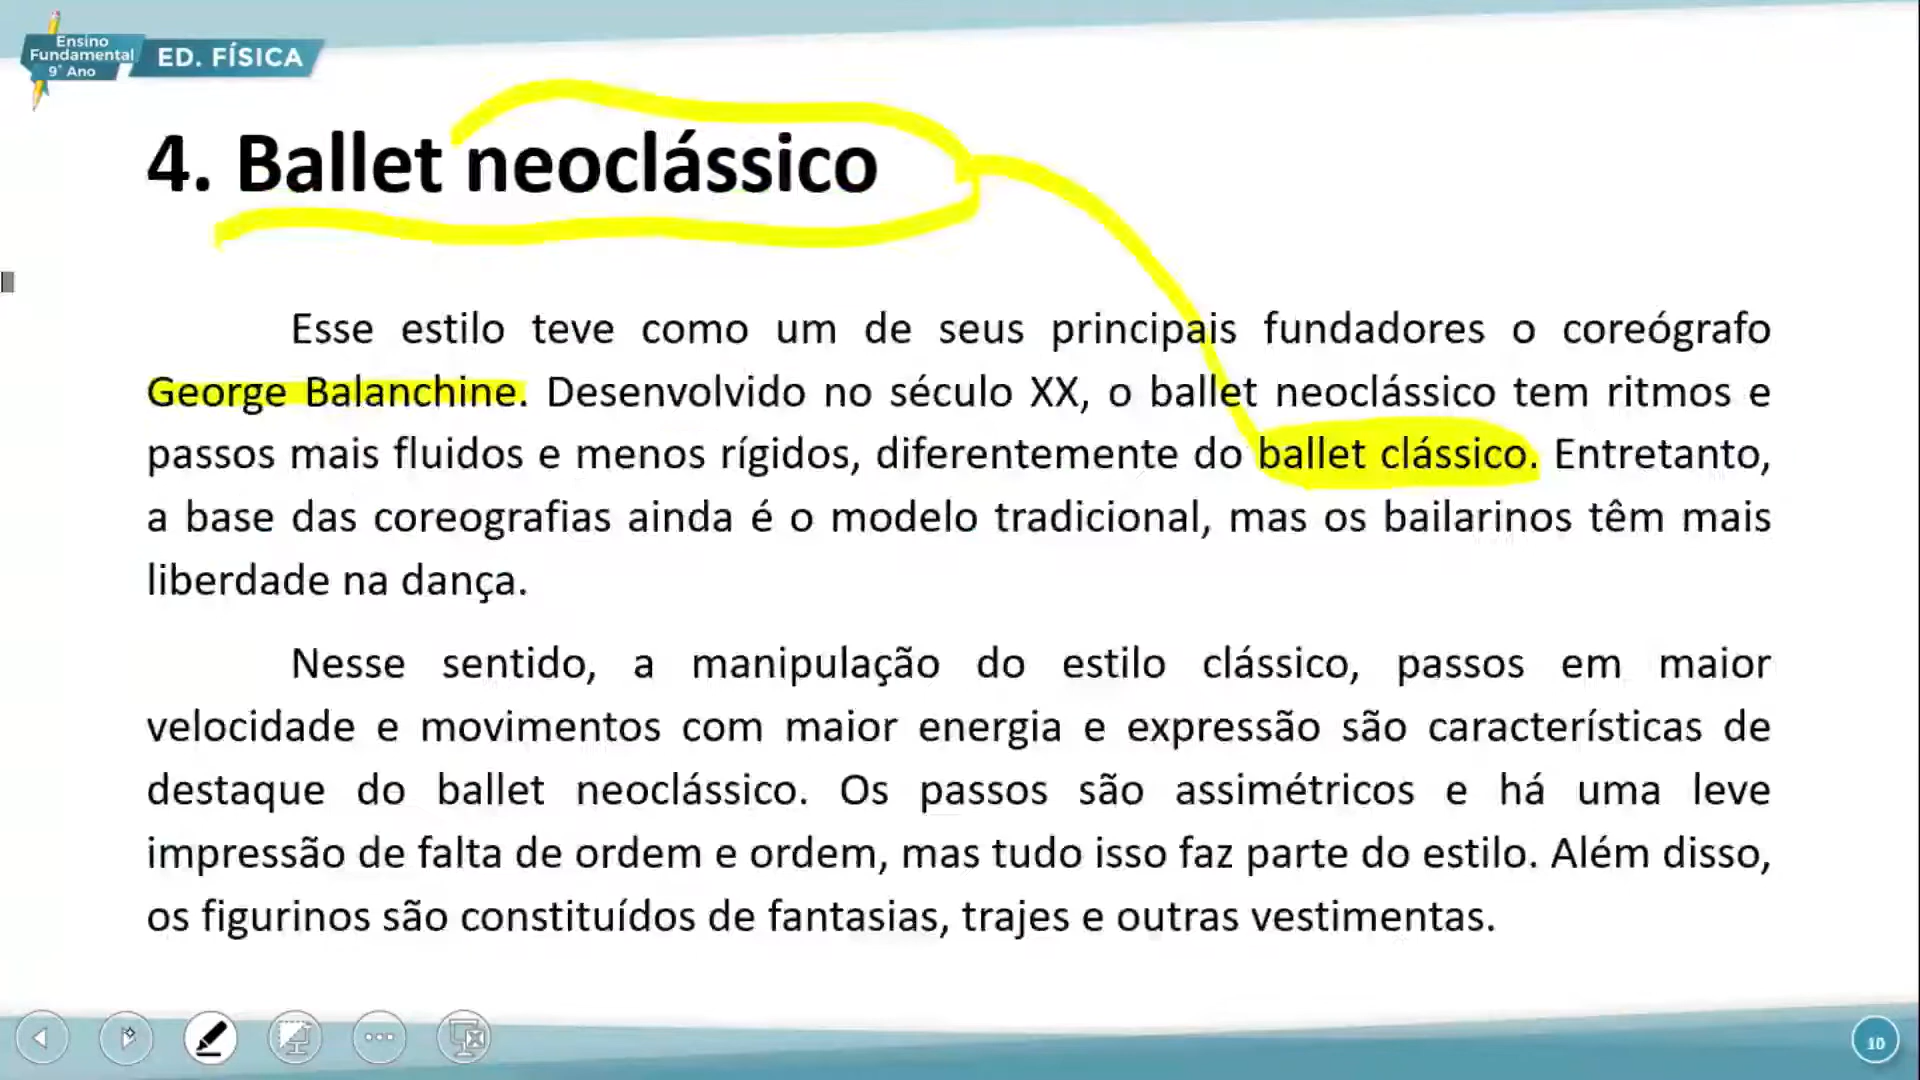 Ensino
Fundamental
9° Ano
ED. FÍSICA
4. Ballet neoclássico
Esse estilo teve como um de seus principais fundadores o coreógrafo
George Balanchine. Desenvolvido no século XX, o ballet neoclássico tem ritmos e
passos mais fluidos e menos rígidos, diferentemente do ballet clássico. Entretanto,
a base das coreografias ainda é o modelo tradicional, mas os bailarinos têm mais
liberdade na dança.
Nesse sentido, a manipulação do estilo clássico, passos em maior
velocidade e movimentos com maior energia e expressão são características de
destaque do ballet neoclássico. Os passos são assimétricos e há uma leve
impressão de falta de ordem e ordem, mas tudo isso faz parte do estilo. Além disso,
os figurinos são constituídos de fantasias, trajes e outras vestimentas.
10